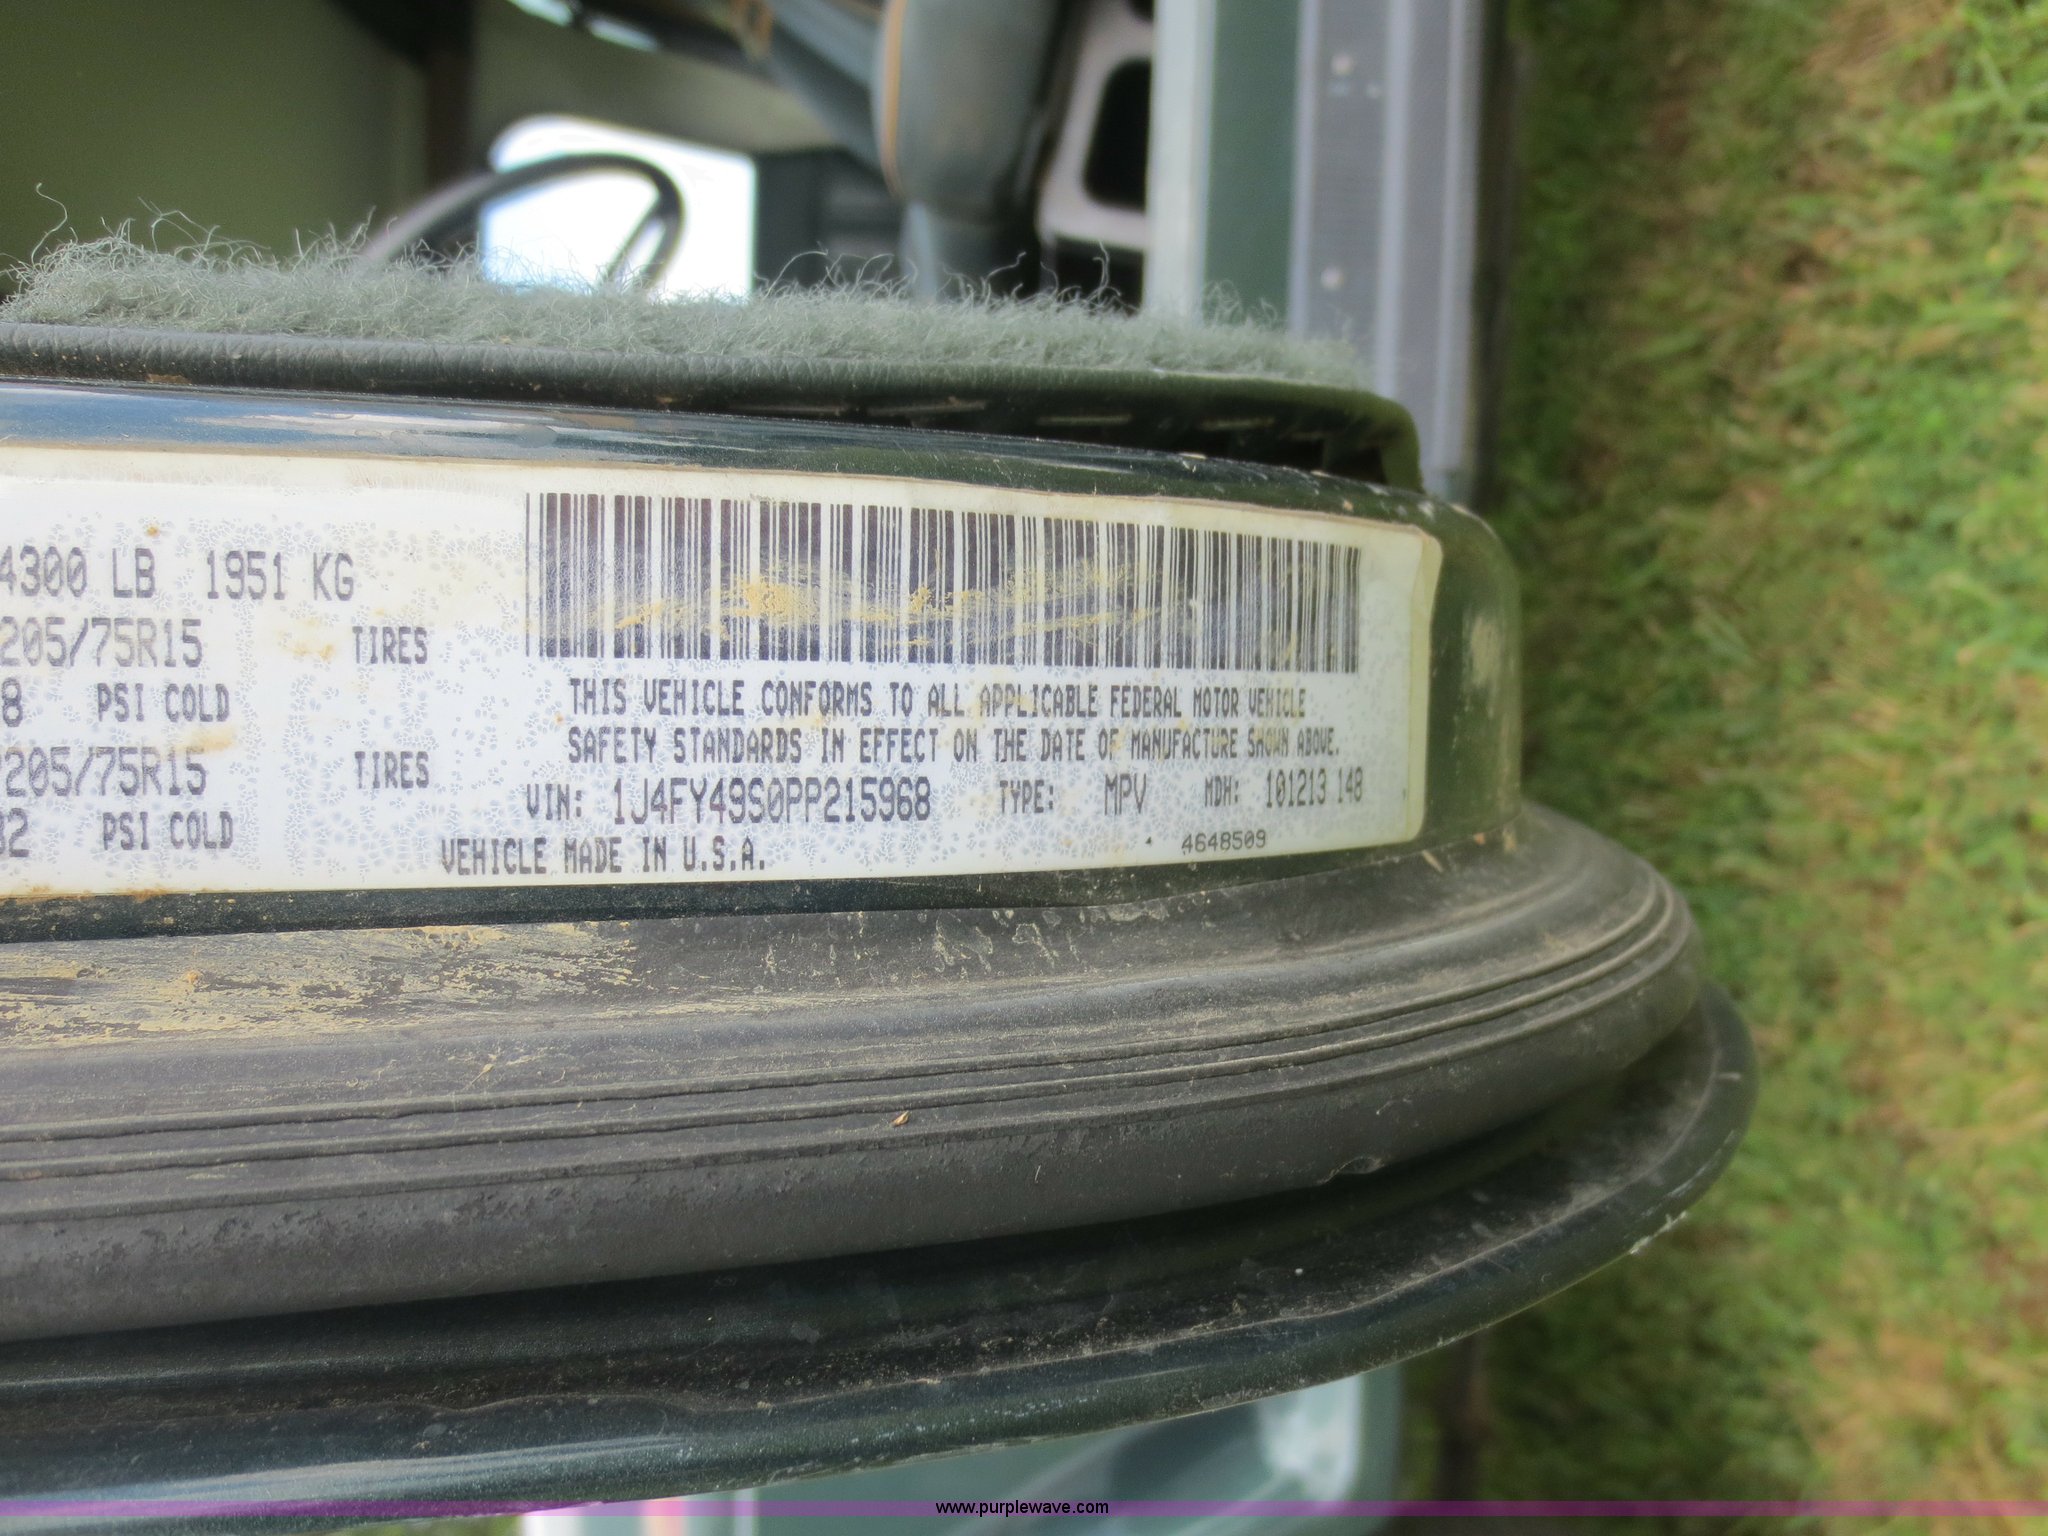 4300 LB 1951 KG
205/75R15 TIRES
8 PSI COLD
205/75R15 TIRES
32 PSI COLD
THIS VEHICLE CONFORMS TO ALL APPLICABLE FEDERAL MOTOR VEHICLE
SAFETY STANDARDS IN EFFECT ON THE DATE OF MANUFACTURE SHOWN ABOVE.
VIN: 1J4FY49S0PP215968 TYPE: MPV MDH: 101213 148
VEHICLE MADE IN U.S.A. 4648509
www.purplewave.com